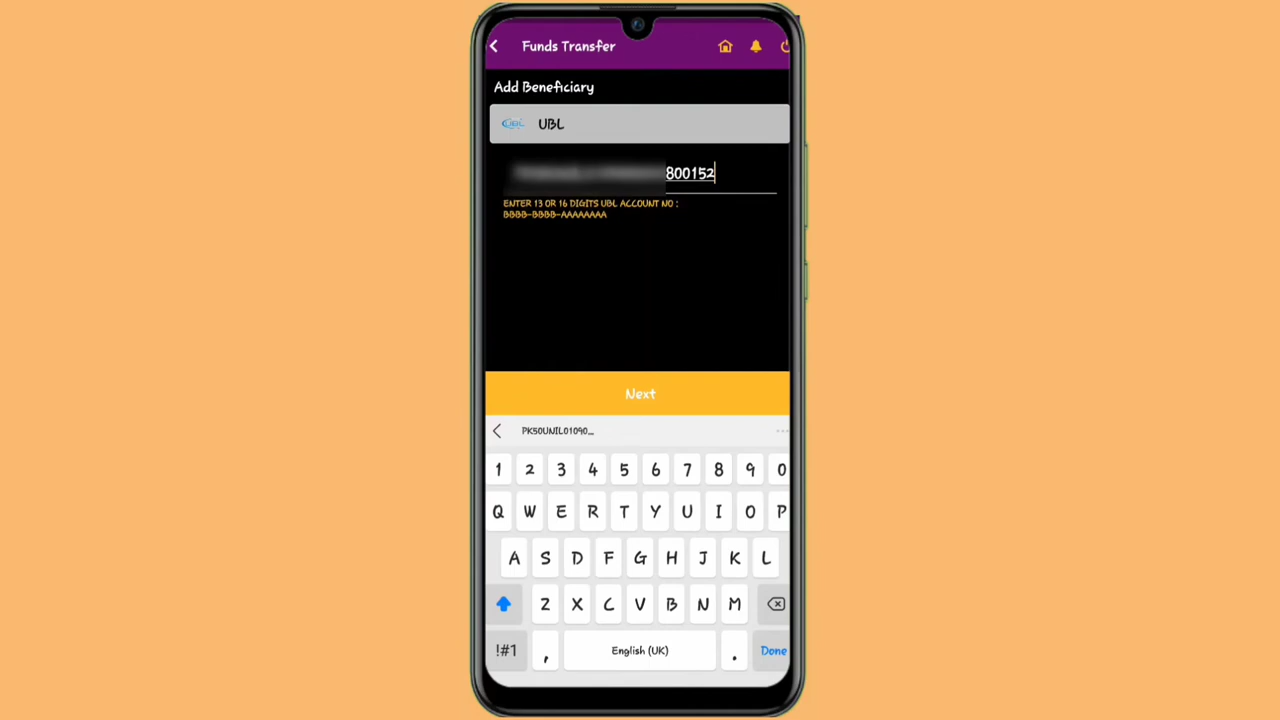 Funds Transfer
Add Beneficiary
UBL UBL
800152
ENTER 13 OR 16 DIGITS UBL ACCOUNT NO :
BBBB-BBBB-AAAAAAAA
Next
PK50UNIL01090...
1 2 3 4 5 6 7 8 9 0
Q W E R T Y U I O P
A S D F G H J K L
Z X C V B N M
!#1 , English (UK) . Done